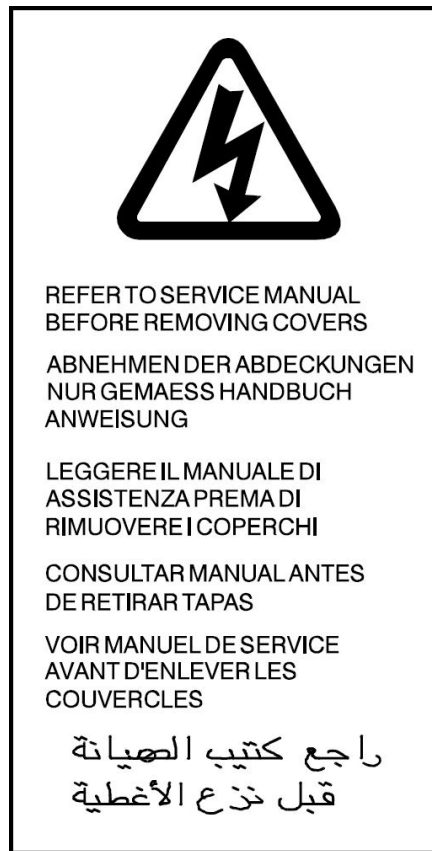 REFER TO SERVICE MANUAL
BEFORE REMOVING COVERS
ABNEHMEN DER ABDECKUNGEN
NUR GEMAESS HANDBUCH
ANWEISUNG
LEGGERE IL MANUALE DI
ASSISTENZA PREMA DI
RIMUOVERE I COPERCHI
CONSULTAR MANUAL ANTES
DE RETIRAR TAPAS
VOIR MANUEL DE SERVICE
AVANT D'ENLEVER LES
COUVERCLES
راجع كتيب الصيانة
قبل نزع الأغطية